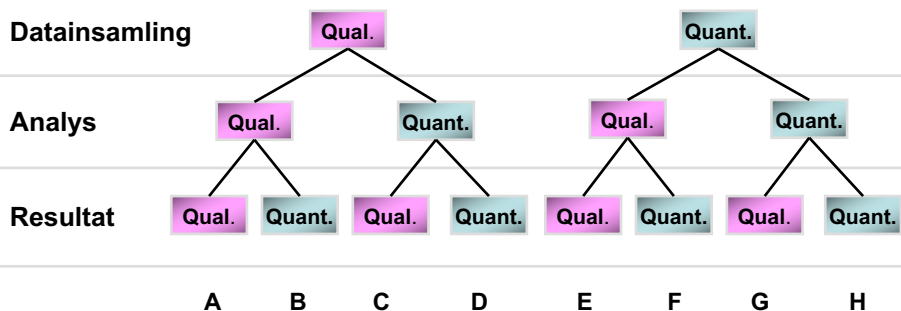 Datainsamling Qual. Quant.
Analys Qual. Quant. Qual. Quant.
Resultat Qual. Quant. Qual. Quant. Qual. Quant. Qual. Quant.
A B C D E F G H